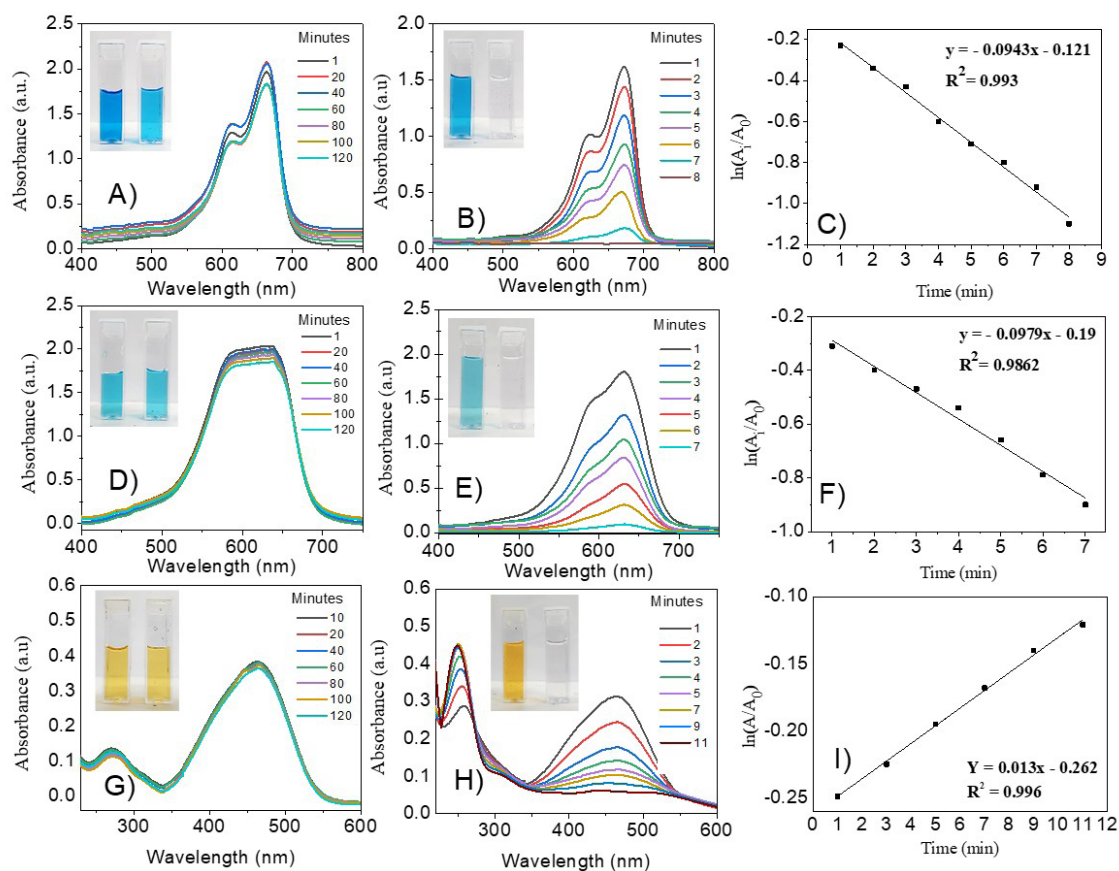 Absorbance (a.u.)
2.5
2.0
1.5
1.0
0.5
0.0
400
500
600
700
800
Wavelength (nm)
Minutes
1
20
40
60
80
100
120
A)
Absorbance (a.u.)
2.0
1.5
1.0
0.5
0.0
400
500
600
700
800
Wavelength (nm)
Minutes
1
2
3
4
5
6
7
8
B)
ln(Aᵢ/A₀)
-0.2
-0.4
-0.6
-0.8
-1.0
-1.2
0 1 2 3 4 5 6 7 8 9
Time (min)
y = - 0.0943x - 0.121
R² = 0.993
C)
Absorbance (a.u.)
2.5
2.0
1.5
1.0
0.5
0.0
400
500
600
700
Wavelength (nm)
Minutes
1
20
40
60
80
100
120
D)
Absorbance (a.u.)
2.5
2.0
1.5
1.0
0.5
0.0
400
500
600
700
Wavelength (nm)
Minutes
1
2
3
4
5
6
7
E)
ln(Aᵢ/A₀)
-0.2
-0.4
-0.6
-0.8
-1.0
1 2 3 4 5 6 7
Time (min)
y = - 0.0979x - 0.19
R² = 0.9862
F)
Absorbance (a.u)
0.6
0.5
0.4
0.3
0.2
0.1
0.0
300
400
500
600
Wavelength (nm)
Minutes
10
20
40
60
80
100
120
G)
Absorbance (a.u)
0.6
0.5
0.4
0.3
0.2
0.1
0.0
300
400
500
600
Wavelength (nm)
Minutes
1
2
3
4
5
7
9
11
H)
ln(A/A₀)
-0.10
-0.15
-0.20
-0.25
0 1 2 3 4 5 6 7 8 9 10 11 12
Time (min)
Y = 0.013x - 0.262
R² = 0.996
I)